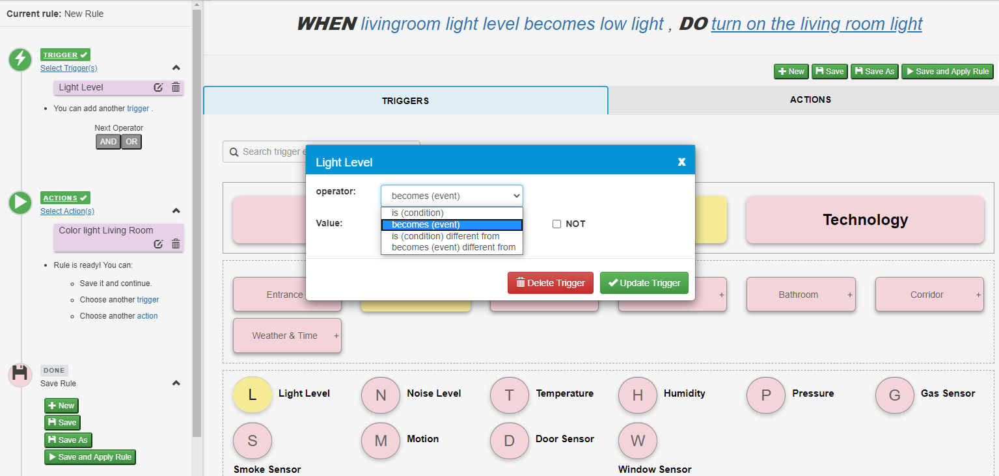 Current rule: New Rule
WHEN livingroom light level becomes low light , DO turn on the living room light
TRIGGER
Select Trigger(s)
Light Level
You can add another trigger .
Next Operator
AND OR
ACTIONS
Select Action(s)
Color light Living Room
Rule is ready! You can:
Save it and continue.
Choose another trigger
Choose another action
DONE
Save Rule
+ New
Save
Save As
Save and Apply Rule
+ New Save Save As Save and Apply Rule
TRIGGERS ACTIONS
Search trigger
Light Level x
operator: becomes (event)
is (condition)
becomes (event)
is (condition) different from
becomes (event) different from
Value: NOT
Delete Trigger Update Trigger
Technology
Entrance + Bathroom + Corridor +
Weather & Time +
L Light Level N Noise Level T Temperature H Humidity P Pressure G Gas Sensor
S Smoke Sensor M Motion D Door Sensor W Window Sensor